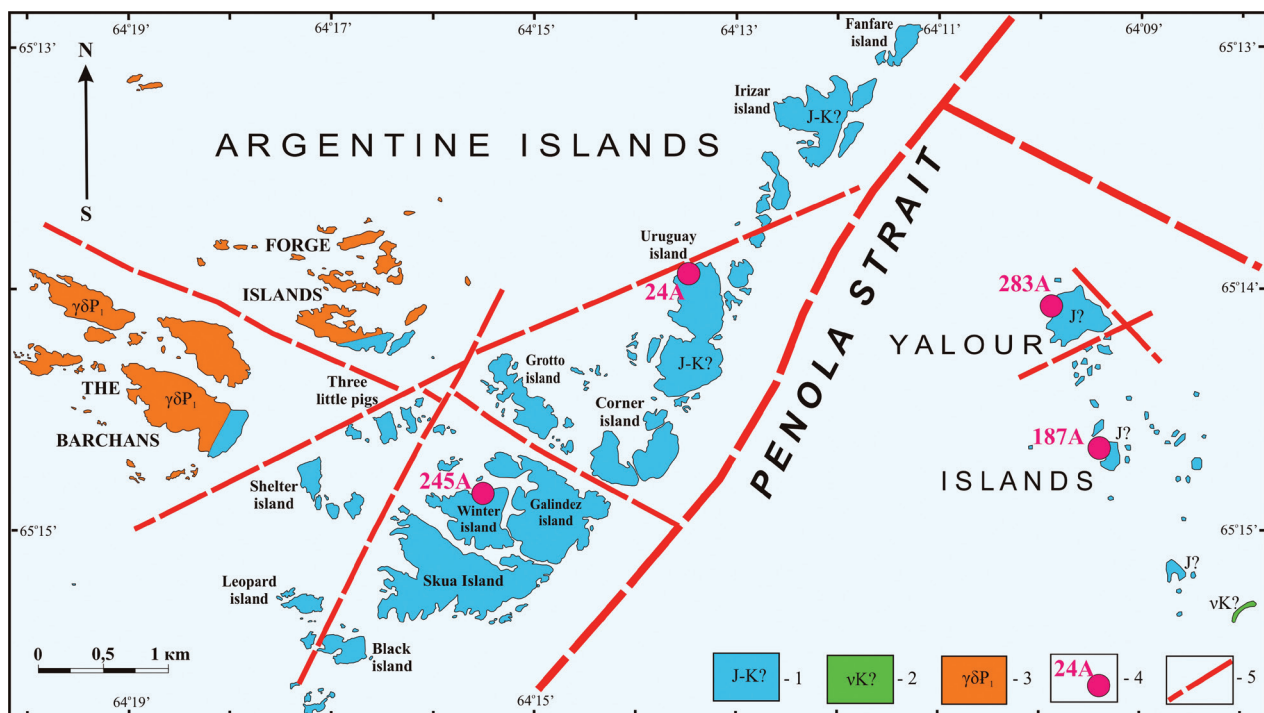 64°19' 64°17' 64°15' 64°13' 64°11' 64°09'
65°13' 65°13'
N
S
Fanfare
island
Irizar
island
J-K?
ARGENTINE ISLANDS
PENOLA STRAIT
FORGE
ISLANDS
Uruguay
island
24A
J-K?
65°14'
283A
J?
YALOUR
γδP₁
THE
γδP₁
BARCHANS
Three
little pigs
Grotto
island
Corner
island
187A
J?
ISLANDS
Shelter
island
245A
Winter
island
Galindez
island
65°15' 65°15'
Skua Island
Leopard
island
Black
island
J?
νK?
0 0,5 1 км
J-K? - 1
νK? - 2
γδP₁ - 3
24A - 4
- 5
64°19' 64°15'